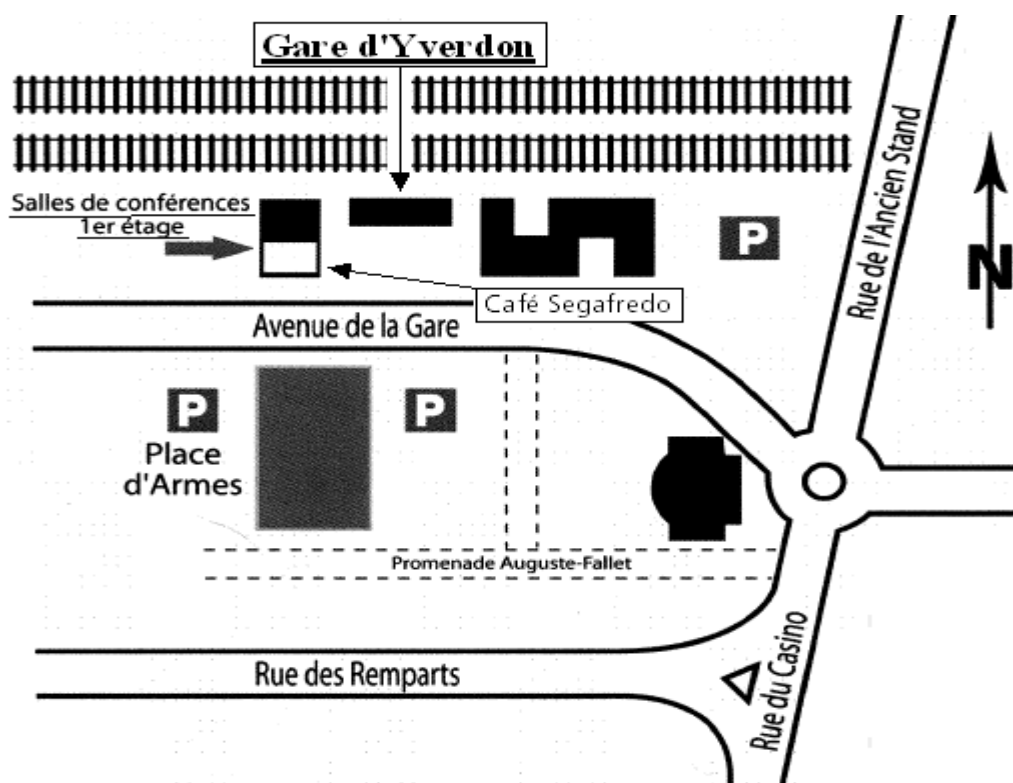 Gare d'Yverdon
Salles de conférences
1er étage
P
Café Segafredo
Avenue de la Gare
Rue de l'Ancien Stand
N
P
P
Place
d'Armes
Promenade Auguste-Fallet
Rue des Remparts
Rue du Casino